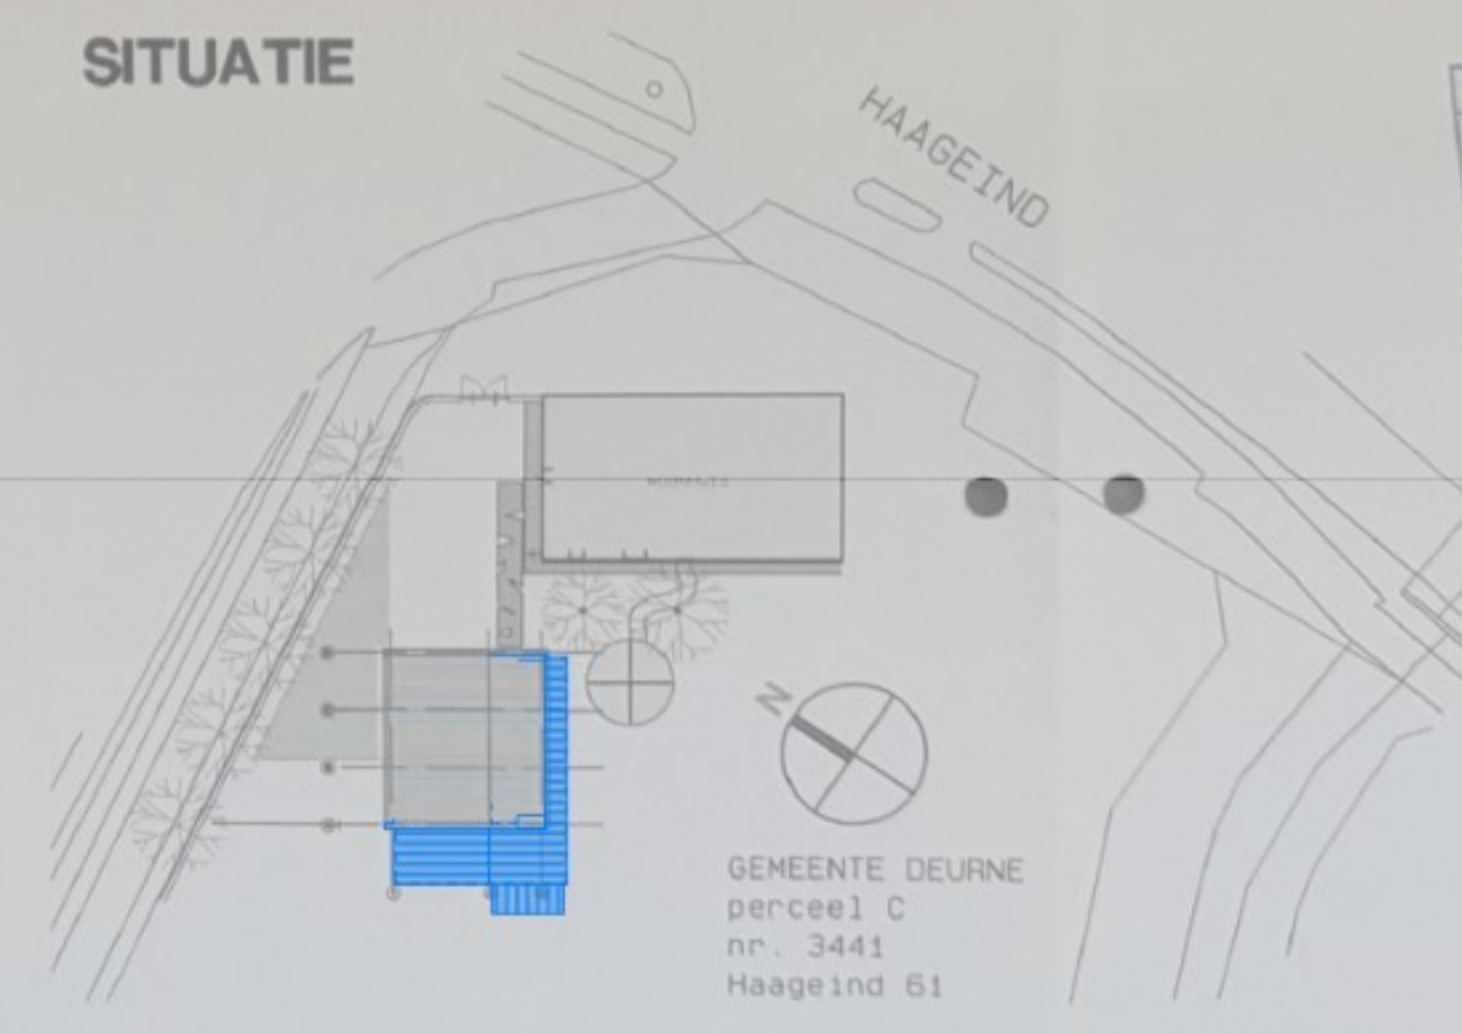 SITUATIE
HAAGEIND
N
GEMEENTE DEURNE
perceel C
nr. 3441
Haageind 61